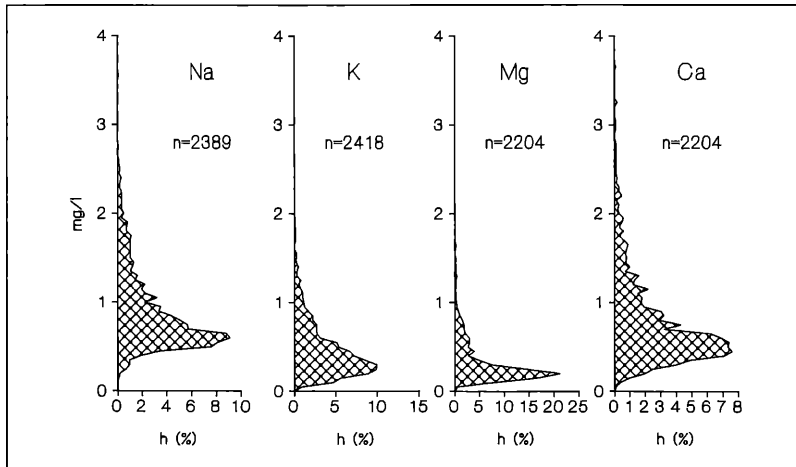 4 4 4 4
Na K Mg Ca
3 3 3 3
n=2389 n=2418 n=2204 n=2204
mg/l
2 2 2 2
1 1 1 1
0 0 0 0
0 2 4 6 8 10 0 5 10 15 0 5 10 15 20 25 0 1 2 3 4 5 6 7 8
h (%) h (%) h (%) h (%)